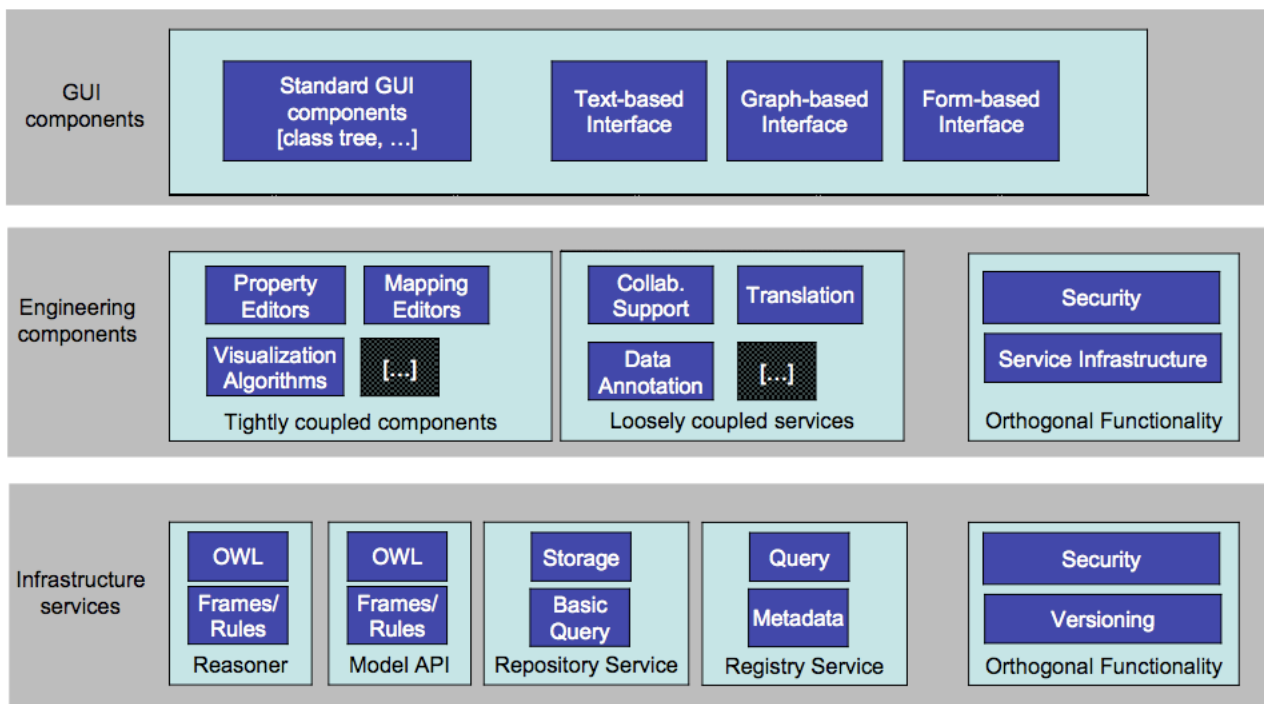 GUI
components
Standard GUI
components
[class tree, …]
Text-based
Interface
Graph-based
Interface
Form-based
Interface
Engineering
components
Property
Editors
Mapping
Editors
Visualization
Algorithms
[...]
Tightly coupled components
Collab.
Support
Translation
Data
Annotation
[...]
Loosely coupled services
Security
Service Infrastructure
Orthogonal Functionality
Infrastructure
services
OWL
Frames/
Rules
Reasoner
OWL
Frames/
Rules
Model API
Storage
Basic
Query
Repository Service
Query
Metadata
Registry Service
Security
Versioning
Orthogonal Functionality